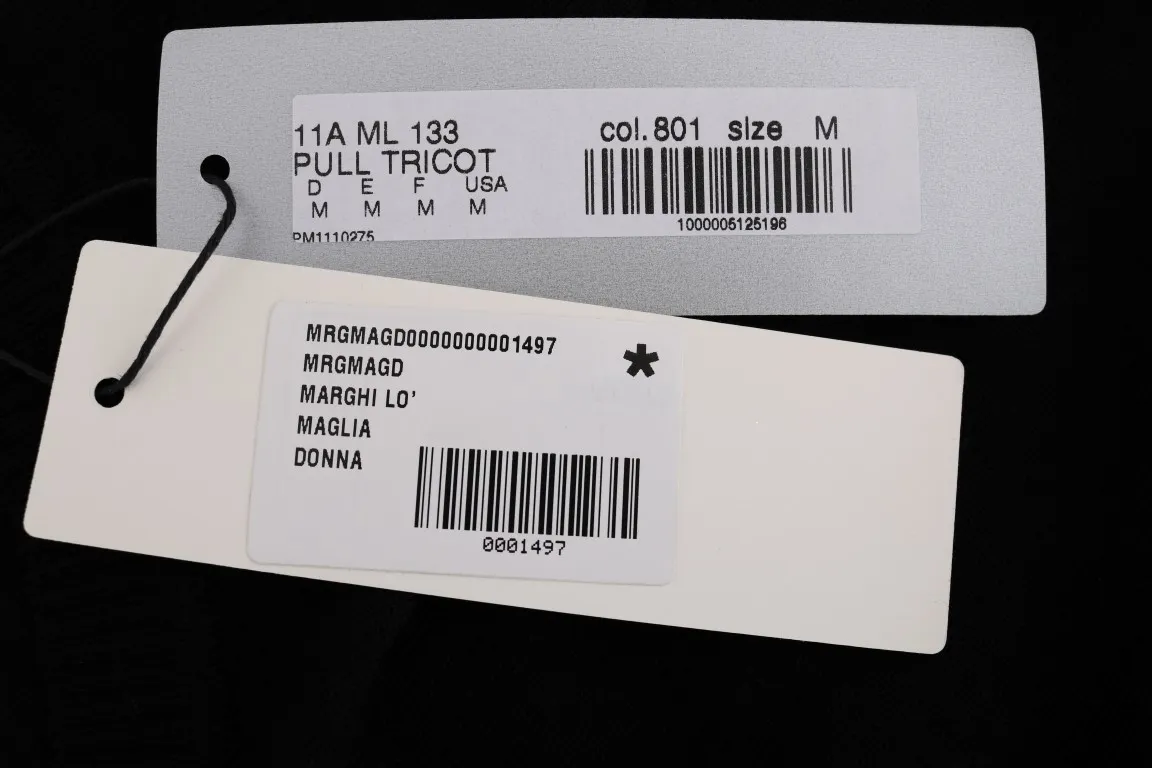 11A ML 133 col.801 size M
PULL TRICOT
D E F USA
M M M M
PM1110275
1000005125196
MRGMAGD0000000001497 *
MRGMAGD
MARGHI LO'
MAGLIA
DONNA
0001497